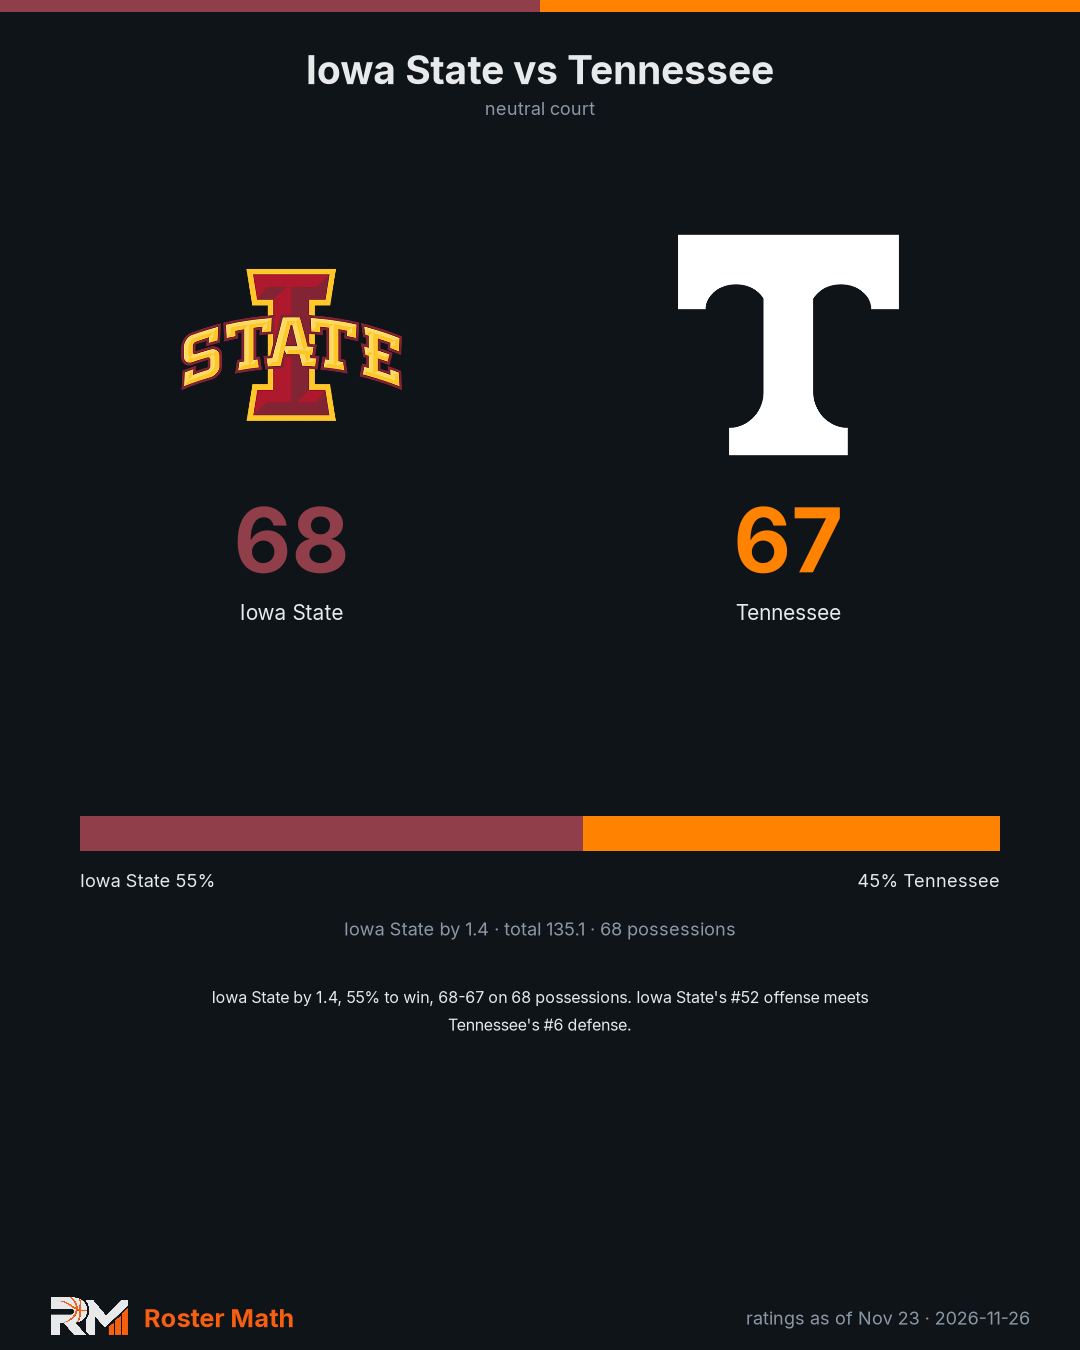 Iowa State vs Tennessee
neutral court
STATE
T
68
67
Iowa State
Tennessee
Iowa State 55%
45% Tennessee
Iowa State by 1.4 · total 135.1 · 68 possessions
Iowa State by 1.4, 55% to win, 68-67 on 68 possessions. Iowa State's #52 offense meets
Tennessee's #6 defense.
RM Roster Math
ratings as of Nov 23 · 2026-11-26